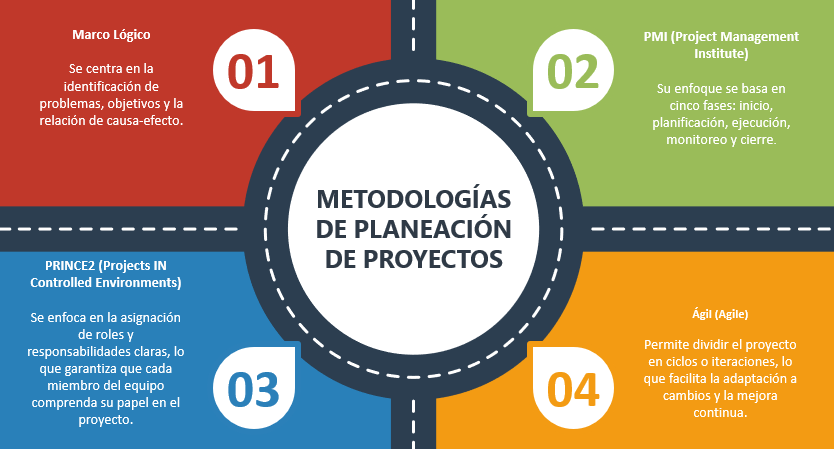 Marco Lógico
Se centra en la
identificación de
problemas, objetivos y la
relación de causa-efecto.
01
02
PMI (Project Management
Institute)
Su enfoque se basa en
cinco fases: inicio,
planificación, ejecución,
monitoreo y cierre.
METODOLOGÍAS
DE PLANEACIÓN
DE PROYECTOS
PRINCE2 (Projects IN
Controlled Environments)
Se enfoca en la asignación
de roles y
responsabilidades claras, lo
que garantiza que cada
miembro del equipo
comprenda su papel en el
proyecto.
03
04
Ágil (Agile)
Permite dividir el proyecto
en ciclos o iteraciones, lo
que facilita la adaptación a
cambios y la mejora
continua.